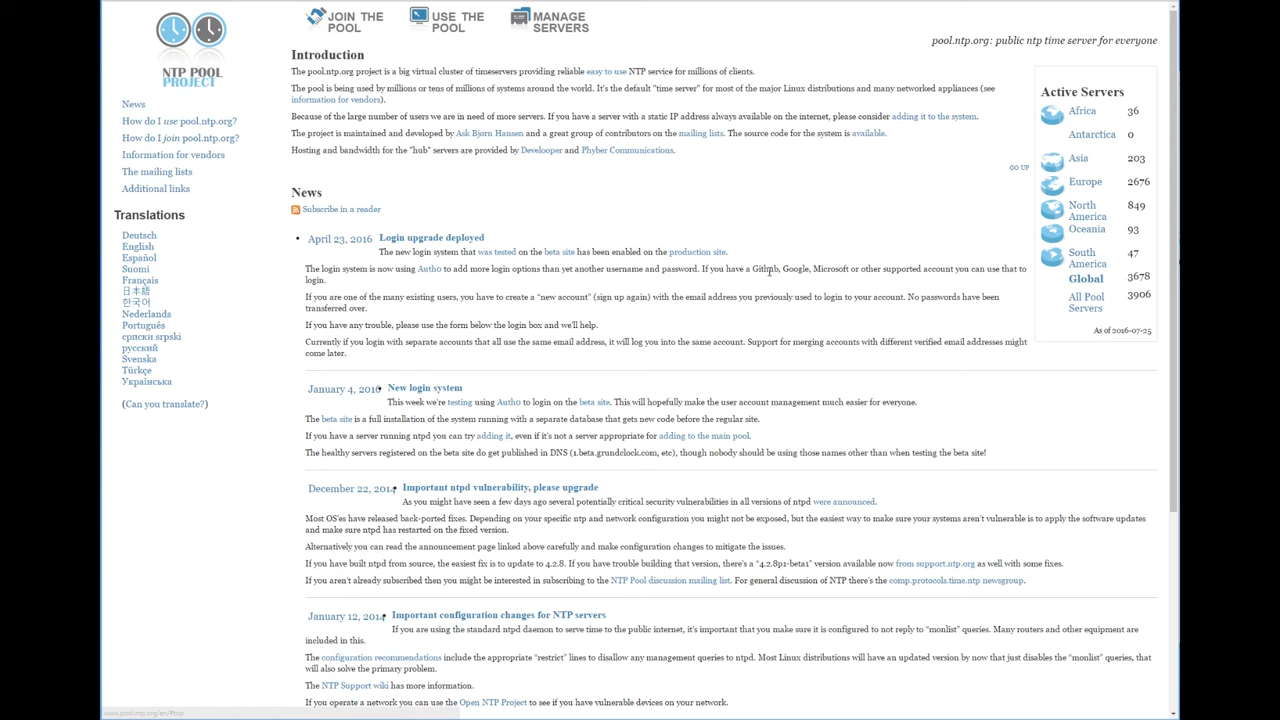 JOIN THE POOL
USE THE POOL
MANAGE SERVERS
NTP POOL
PROJECT
pool.ntp.org: public ntp time server for everyone
News
How do I use pool.ntp.org?
How do I join pool.ntp.org?
Information for vendors
The mailing lists
Additional links
Translations
Deutsch
English
Español
Suomi
Français
日本語
한국어
Nederlands
Português
српски srpski
русский
Svenska
Türkçe
Українська
(Can you translate?)
Introduction
The pool.ntp.org project is a big virtual cluster of timeservers providing reliable easy to use NTP service for millions of clients.
The pool is being used by millions or tens of millions of systems around the world. It's the default "time server" for most of the major Linux distributions and many networked appliances (see
information for vendors).
Because of the large number of users we are in need of more servers. If you have a server with a static IP address always available on the internet, please consider adding it to the system.
The project is maintained and developed by Ask Bjørn Hansen and a great group of contributors on the mailing lists. The source code for the system is available.
Hosting and bandwidth for the "hub" servers are provided by Develooper and Phyber Communications.
GO UP
News
Subscribe in a reader
April 23, 2016 Login upgrade deployed
The new login system that was tested on the beta site has been enabled on the production site.
The login system is now using Auth0 to add more login options than yet another username and password. If you have a Github, Google, Microsoft or other supported account you can use that to
login.
If you are one of the many existing users, you have to create a "new account" (sign up again) with the email address you previously used to login to your account. No passwords have been
transferred over.
If you have any trouble, please use the form below the login box and we'll help.
Currently if you login with separate accounts that all use the same email address, it will log you into the same account. Support for merging accounts with different verified email addresses might
come later.
January 4, 2016 New login system
This week we're testing using Auth0 to login on the beta site. This will hopefully make the user account management much easier for everyone.
The beta site is a full installation of the system running with a separate database that gets new code before the regular site.
If you have a server running ntpd you can try adding it, even if it's not a server appropriate for adding to the main pool.
The healthy servers registered on the beta site do get published in DNS (1.beta.grundclock.com, etc), though nobody should be using those names other than when testing the beta site!
December 22, 2014 Important ntpd vulnerability, please upgrade
As you might have seen a few days ago several potentially critical security vulnerabilities in all versions of ntpd were announced.
Most OS'es have released back-ported fixes. Depending on your specific ntp and network configuration you might not be exposed, but the easiest way to make sure your systems aren't vulnerable is to apply the software updates
and make sure ntpd has restarted on the fixed version.
Alternatively you can read the announcement page linked above carefully and make configuration changes to mitigate the issues.
If you have built ntpd from source, the easiest fix is to update to 4.2.8. If you have trouble building that version, there's a "4.2.8p1-beta1" version available now from support.ntp.org as well with some fixes.
If you aren't already subscribed then you might be interested in subscribing to the NTP Pool discussion mailing list. For general discussion of NTP there's the comp.protocols.time.ntp newsgroup.
January 12, 2014 Important configuration changes for NTP servers
If you are using the standard ntpd daemon to serve time to the public internet, it's important that you make sure it is configured to not reply to "monlist" queries. Many routers and other equipment are
included in this.
The configuration recommendations include the appropriate "restrict" lines to disallow any management queries to ntpd. Most Linux distributions will have an updated version by now that just disables the "monlist" queries, that
will also solve the primary problem.
The NTP Support wiki has more information.
If you operate a network you can use the Open NTP Project to see if you have vulnerable devices on your network.
Active Servers
Africa 36
Antarctica 0
Asia 203
Europe 2676
North America 849
Oceania 93
South America 46
Global 3678
All Pool Servers 3906
As of 2016-07-25
www.pool.ntp.org/en/#top